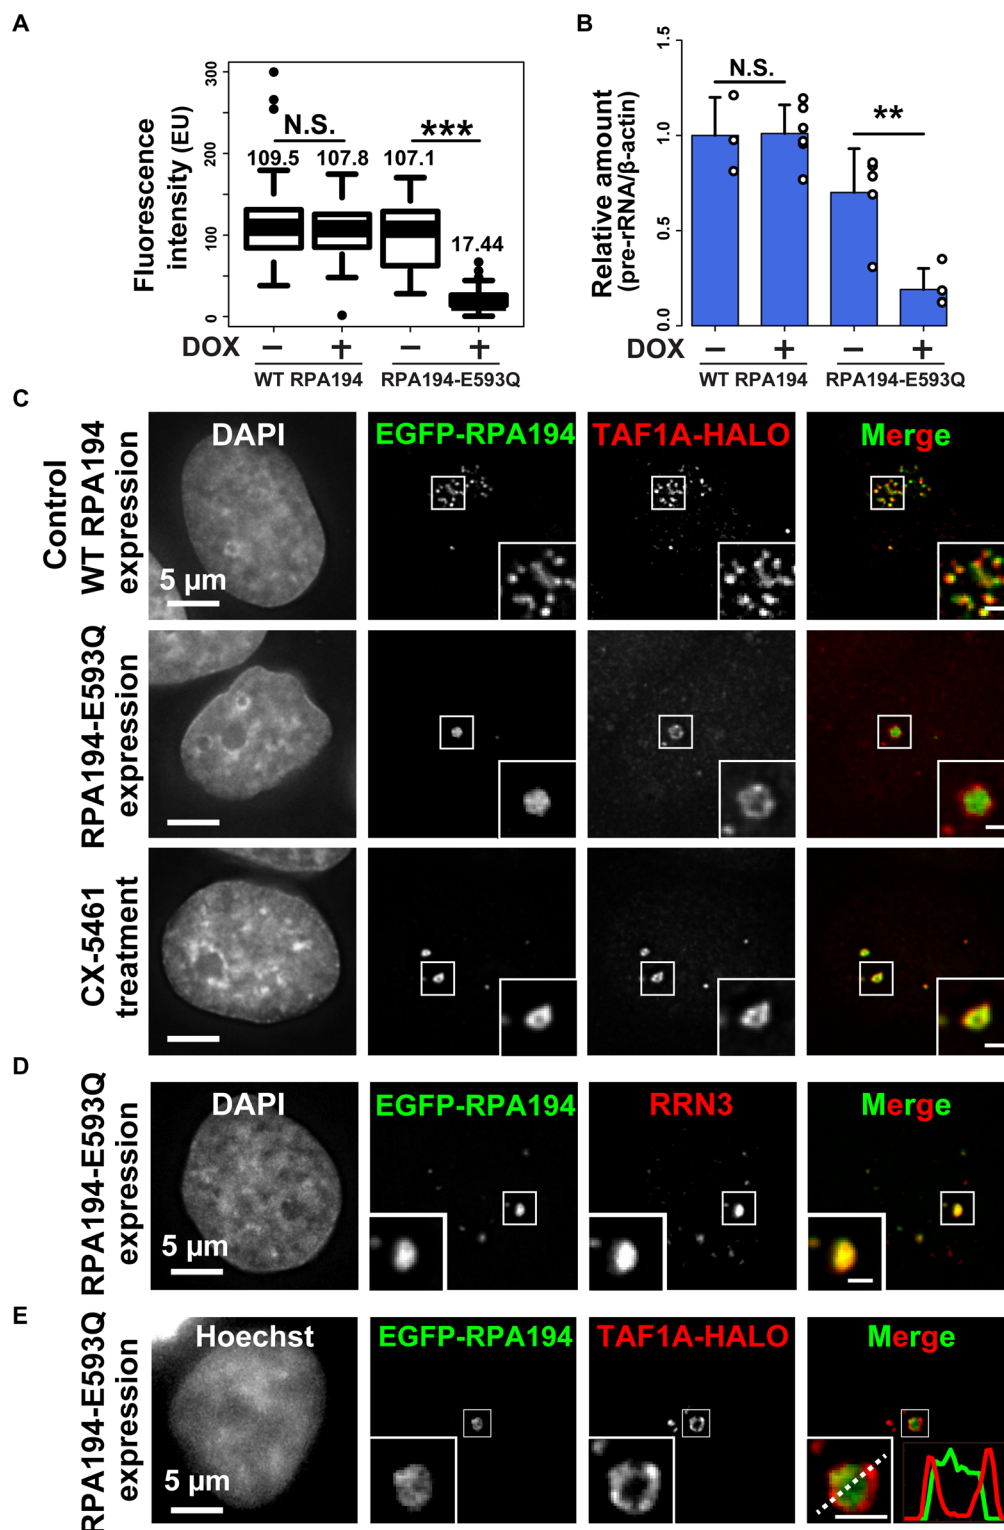 A
Fluorescence
intensity (EU)
0
100
200
300
N.S.
***
109.5
107.8
107.1
17.44
DOX
− + − +
WT RPA194
RPA194-E593Q
B
Relative amount
(pre-rRNA/β-actin)
0.0
0.5
1.0
1.5
N.S.
**
DOX
− + − +
WT RPA194
RPA194-E593Q
C
Control
WT RPA194
expression
DAPI
EGFP-RPA194
TAF1A-HALO
Merge
5 µm
RPA194-E593Q
expression
CX-5461
treatment
D
RPA194-E593Q
expression
DAPI
EGFP-RPA194
RRN3
Merge
5 µm
E
RPA194-E593Q
expression
Hoechst
EGFP-RPA194
TAF1A-HALO
Merge
5 µm